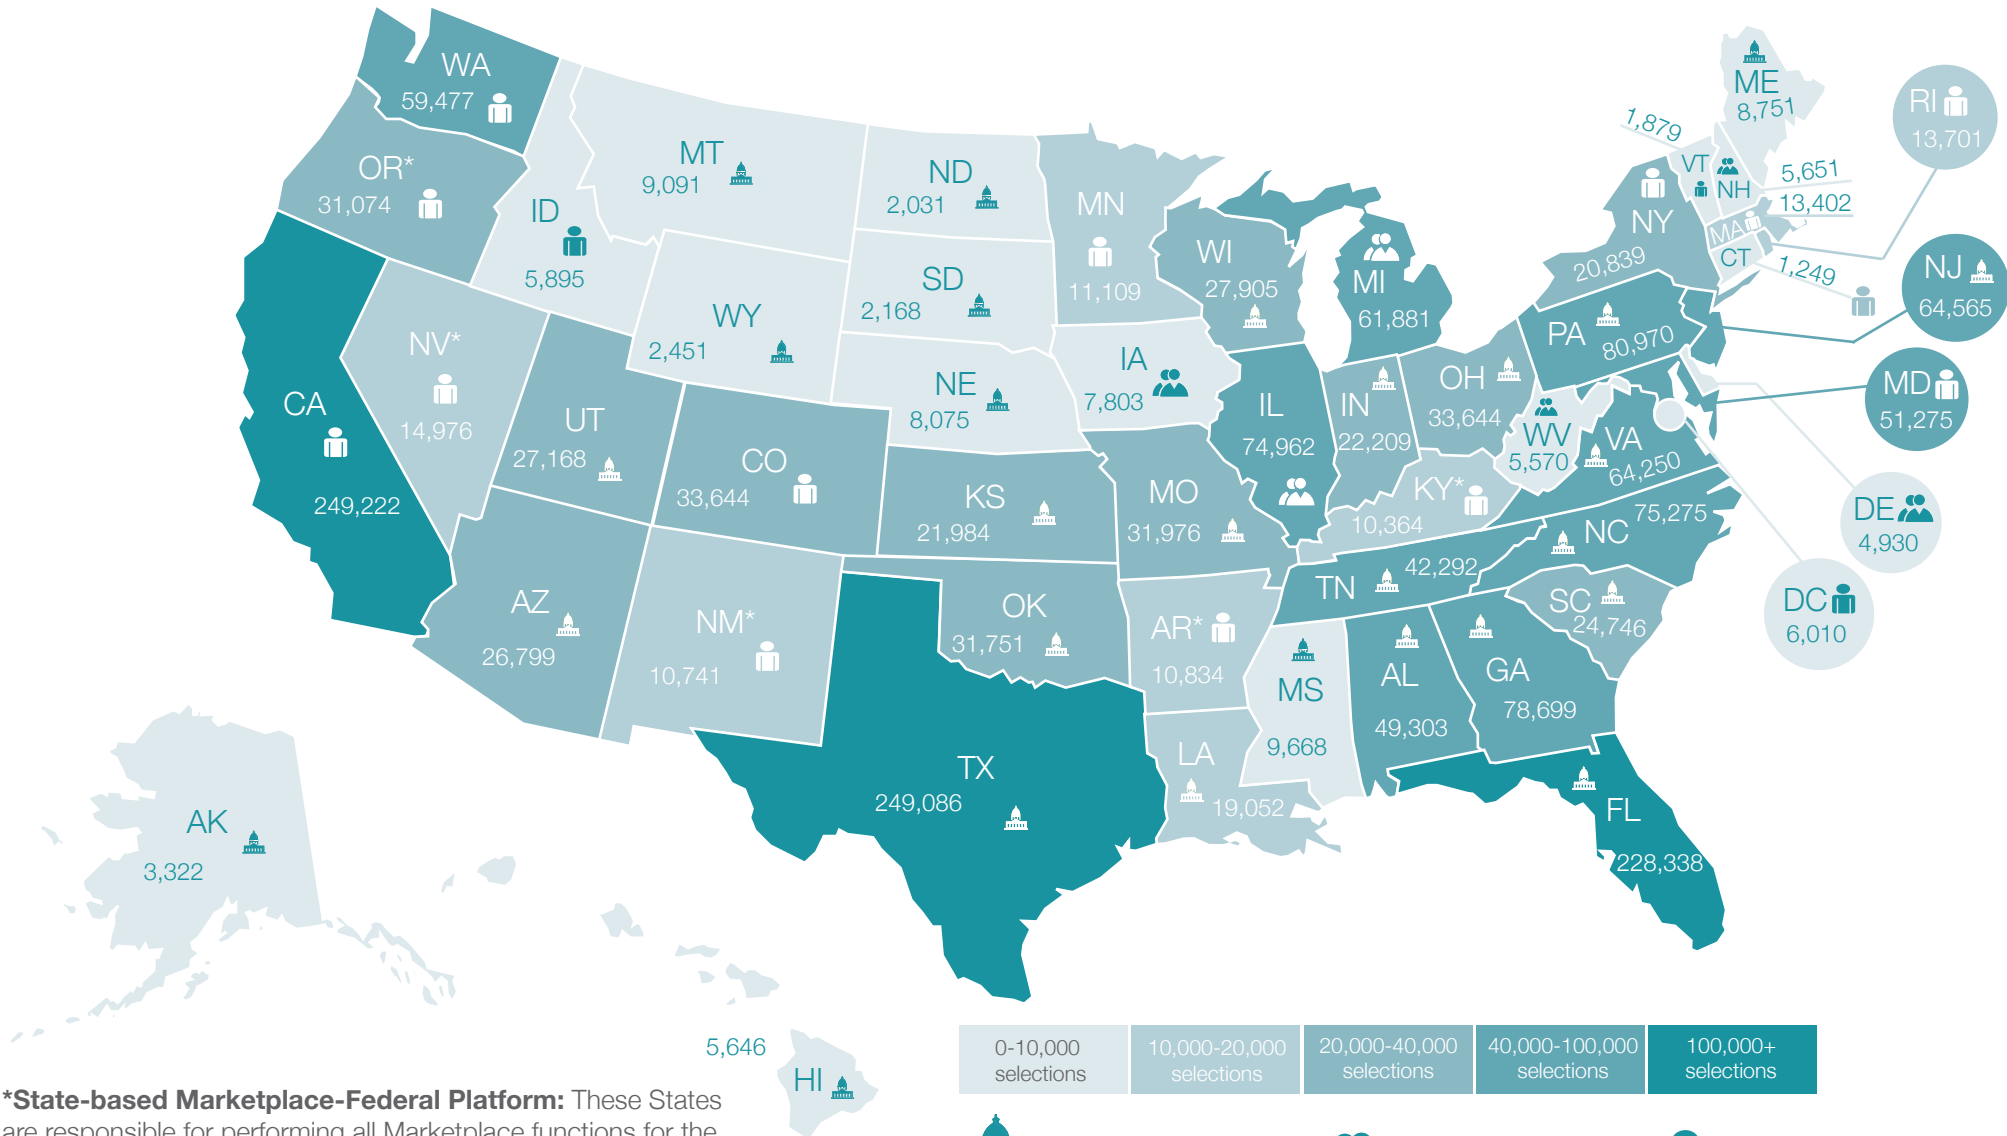 WA
59,477
OR*
31,074
CA
249,222
NV*
14,976
ID
5,895
MT
9,091
WY
2,451
UT
27,168
CO
33,644
AZ
26,799
NM*
10,741
ND
2,031
SD
2,168
NE
8,075
KS
21,984
OK
31,751
TX
249,086
MN
11,109
IA
7,803
MO
31,976
AR*
10,834
LA
19,052
WI
27,905
IL
74,962
MI
61,881
IN
22,209
OH
33,644
KY*
10,364
TN
42,292
MS
9,668
AL
49,303
GA
78,699
FL
228,338
SC
24,746
NC
75,275
VA
64,250
WV
5,570
PA
80,970
NY
20,839
VT
1,879
NH
5,651
ME
8,751
MA
13,402
CT
1,249
RI
13,701
NJ
64,565
MD
51,275
DE
4,930
DC
6,010
AK
3,322
HI
5,646
0-10,000
selections
10,000-20,000
selections
20,000-40,000
selections
40,000-100,000
selections
100,000+
selections
*State-based Marketplace-Federal Platform: These States
are responsible for performing all Marketplace functions for the